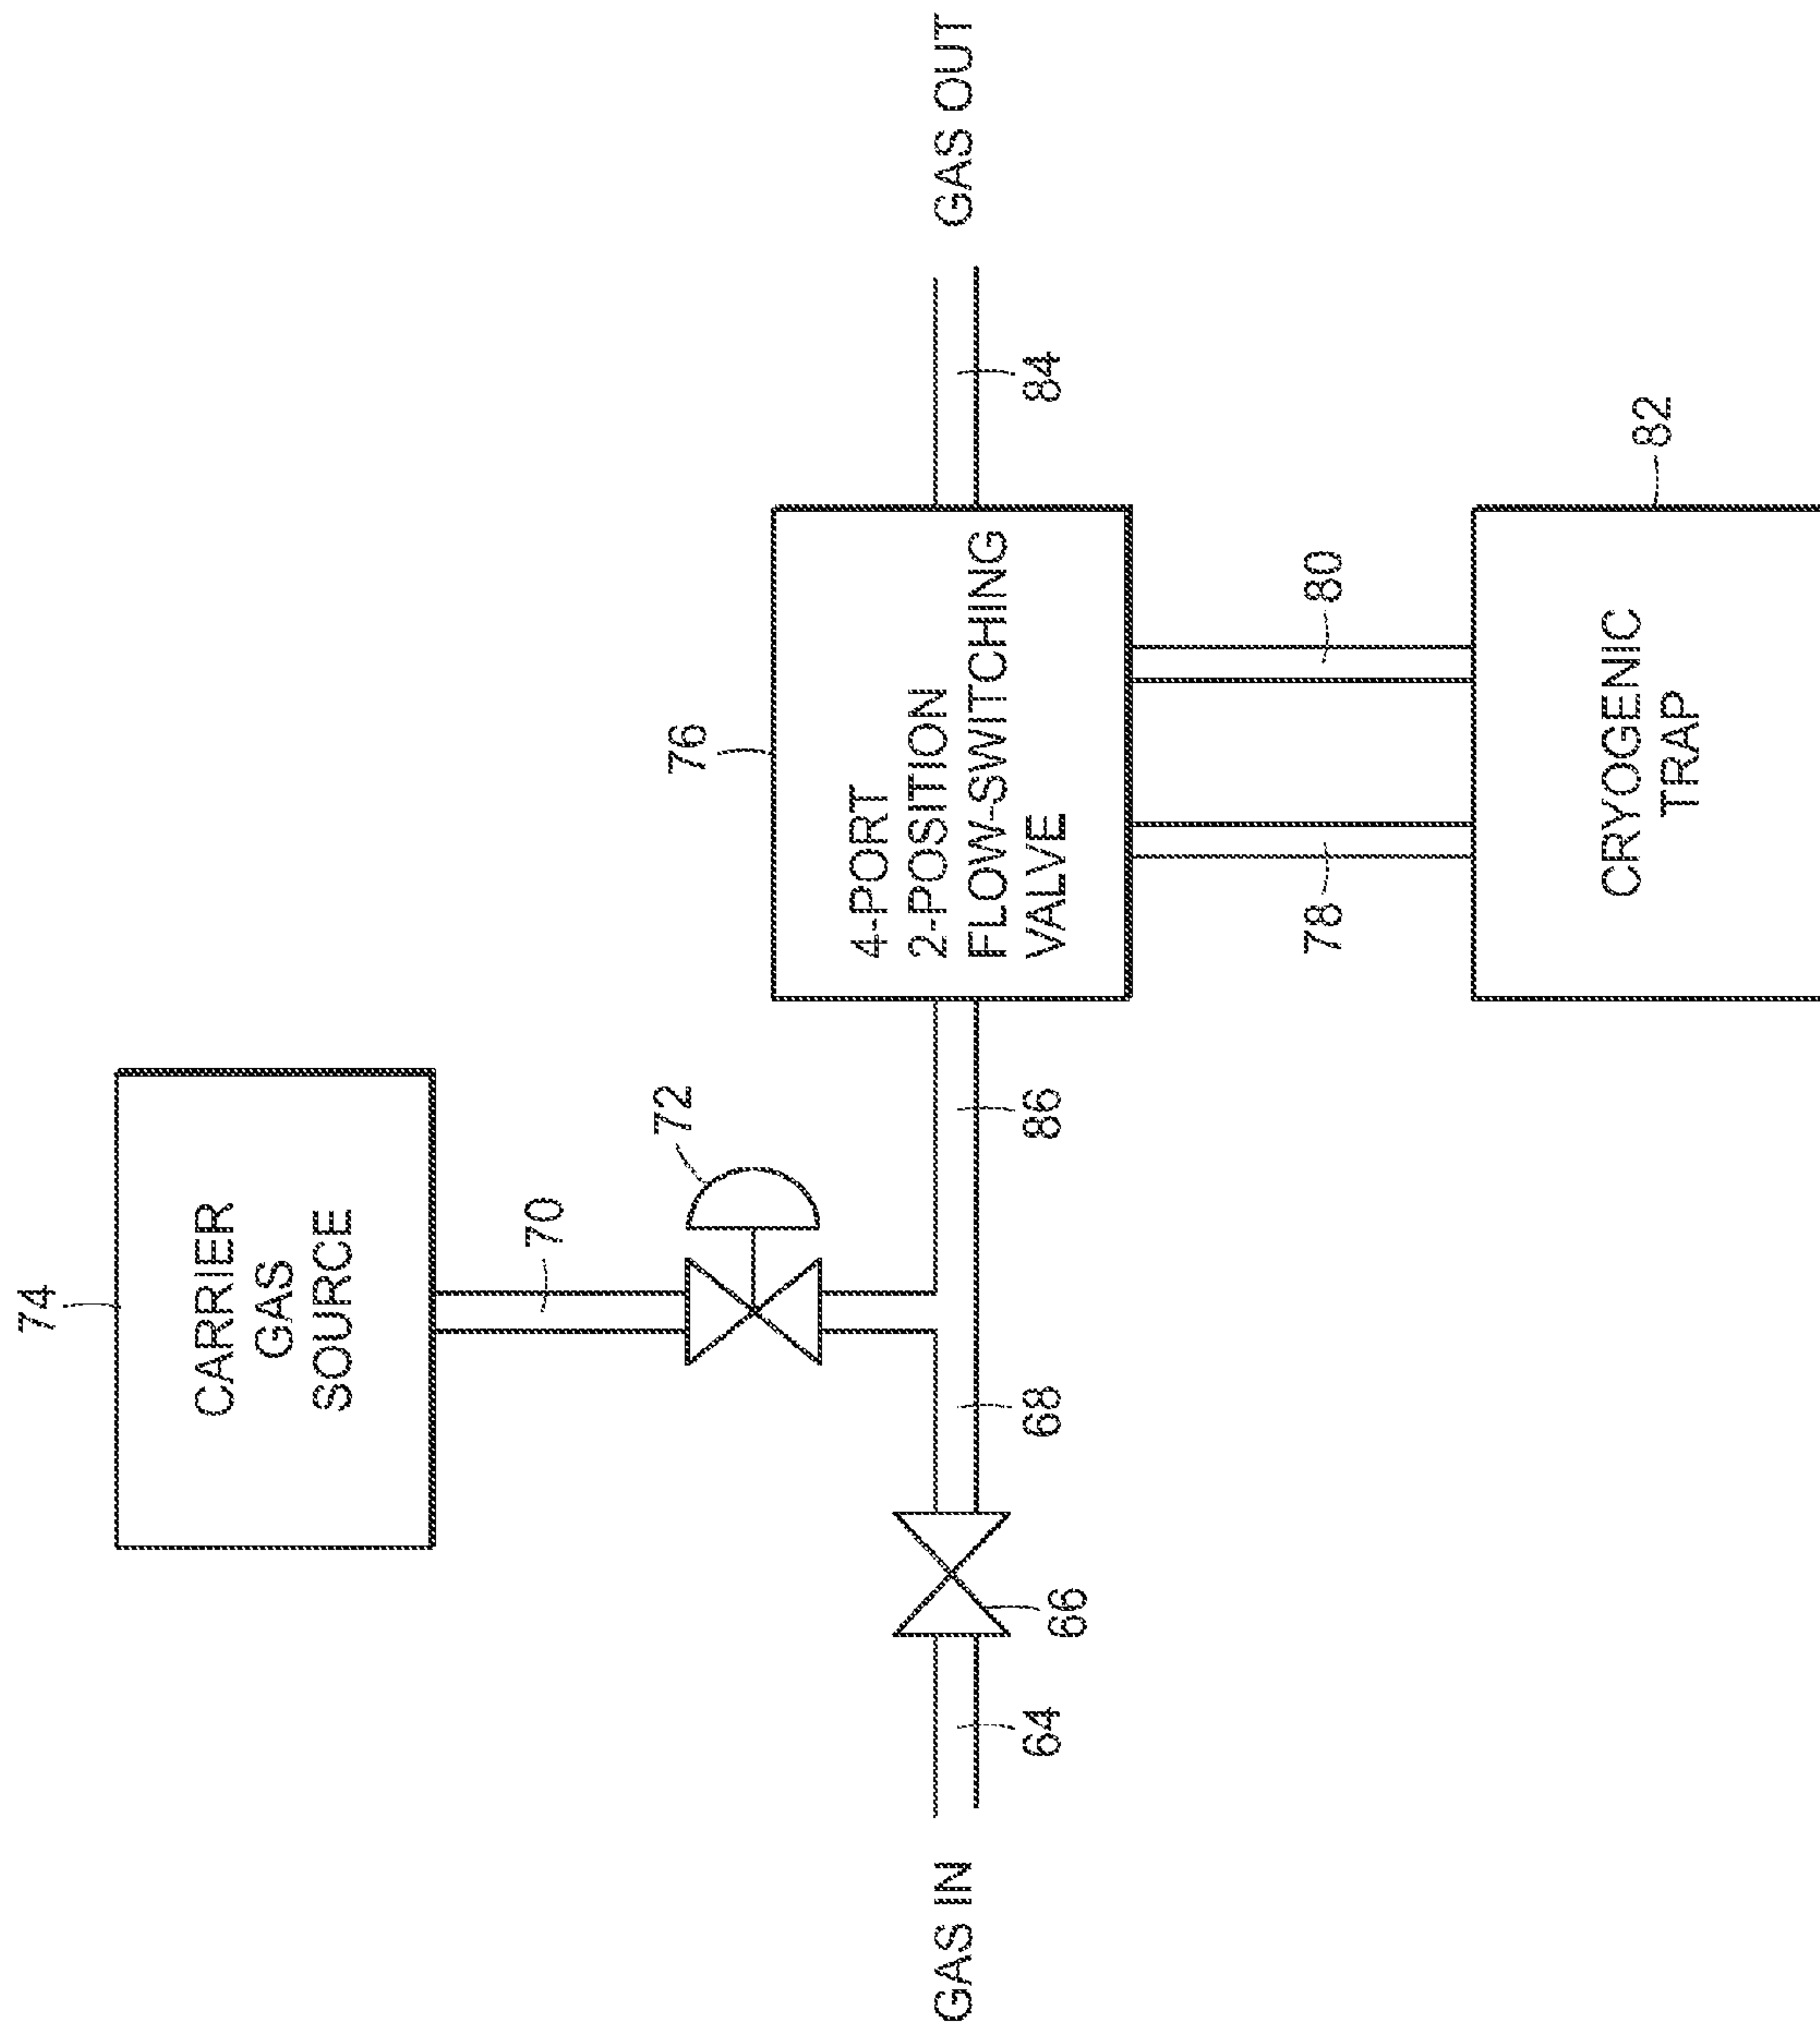 74
CARRIER
GAS
SOURCE
70
72
GAS IN
64
66
68
86
76
4-PORT
2-POSITION
FLOW-SWITCHING
VALVE
84
GAS OUT
78
80
82
CRYOGENIC
TRAP